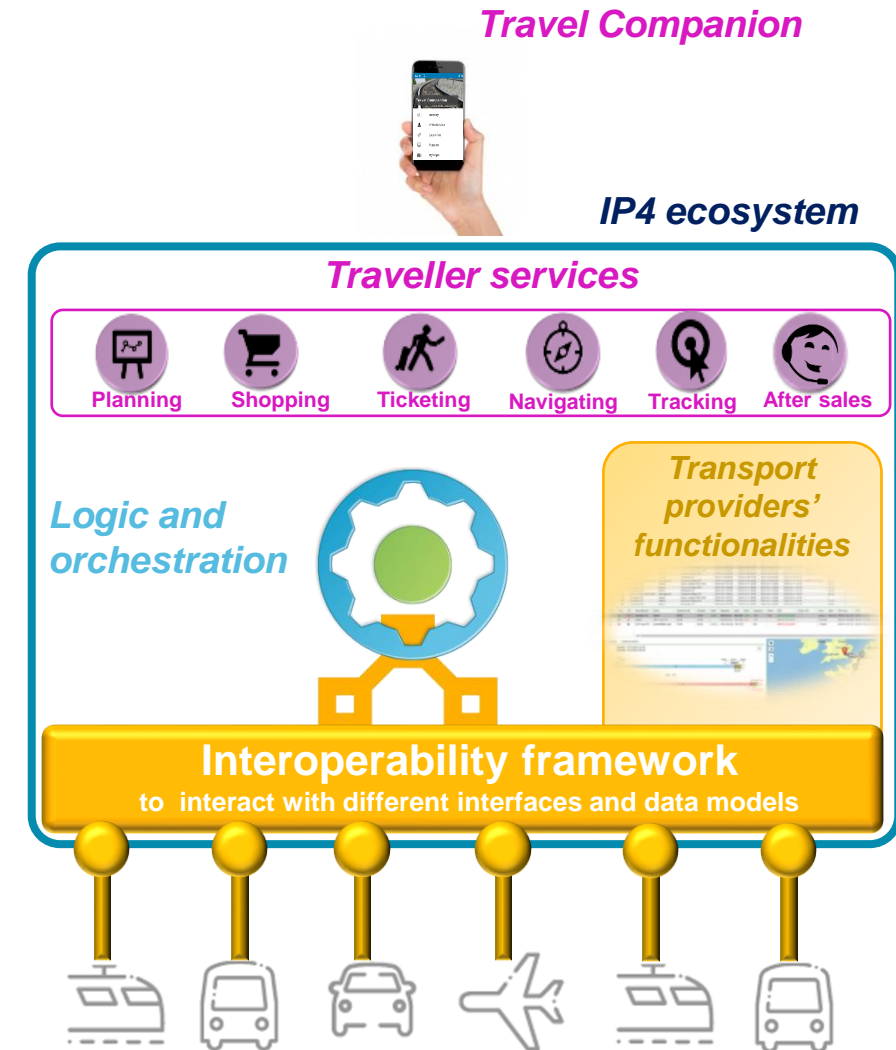 Travel Companion
IP4 ecosystem
Traveller services
Planning
Shopping
Ticketing
Navigating
Tracking
After sales
Logic and
orchestration
Transport
providers’
functionalities
Interoperability framework
to interact with different interfaces and data models